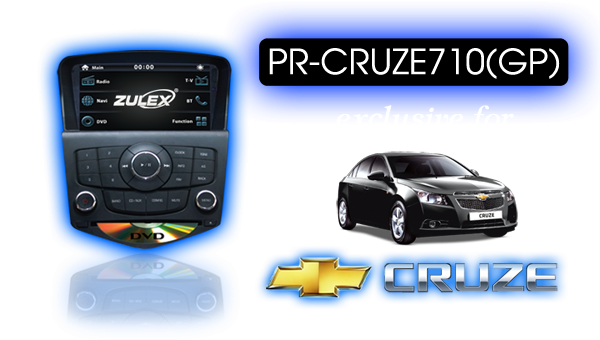 PR-CRUZE710(GP)
exclusive for
Main 00:00
Radio T-V
ZULEX®
Navi BT
DVD Function
DVD
CRUZE
CRUZE